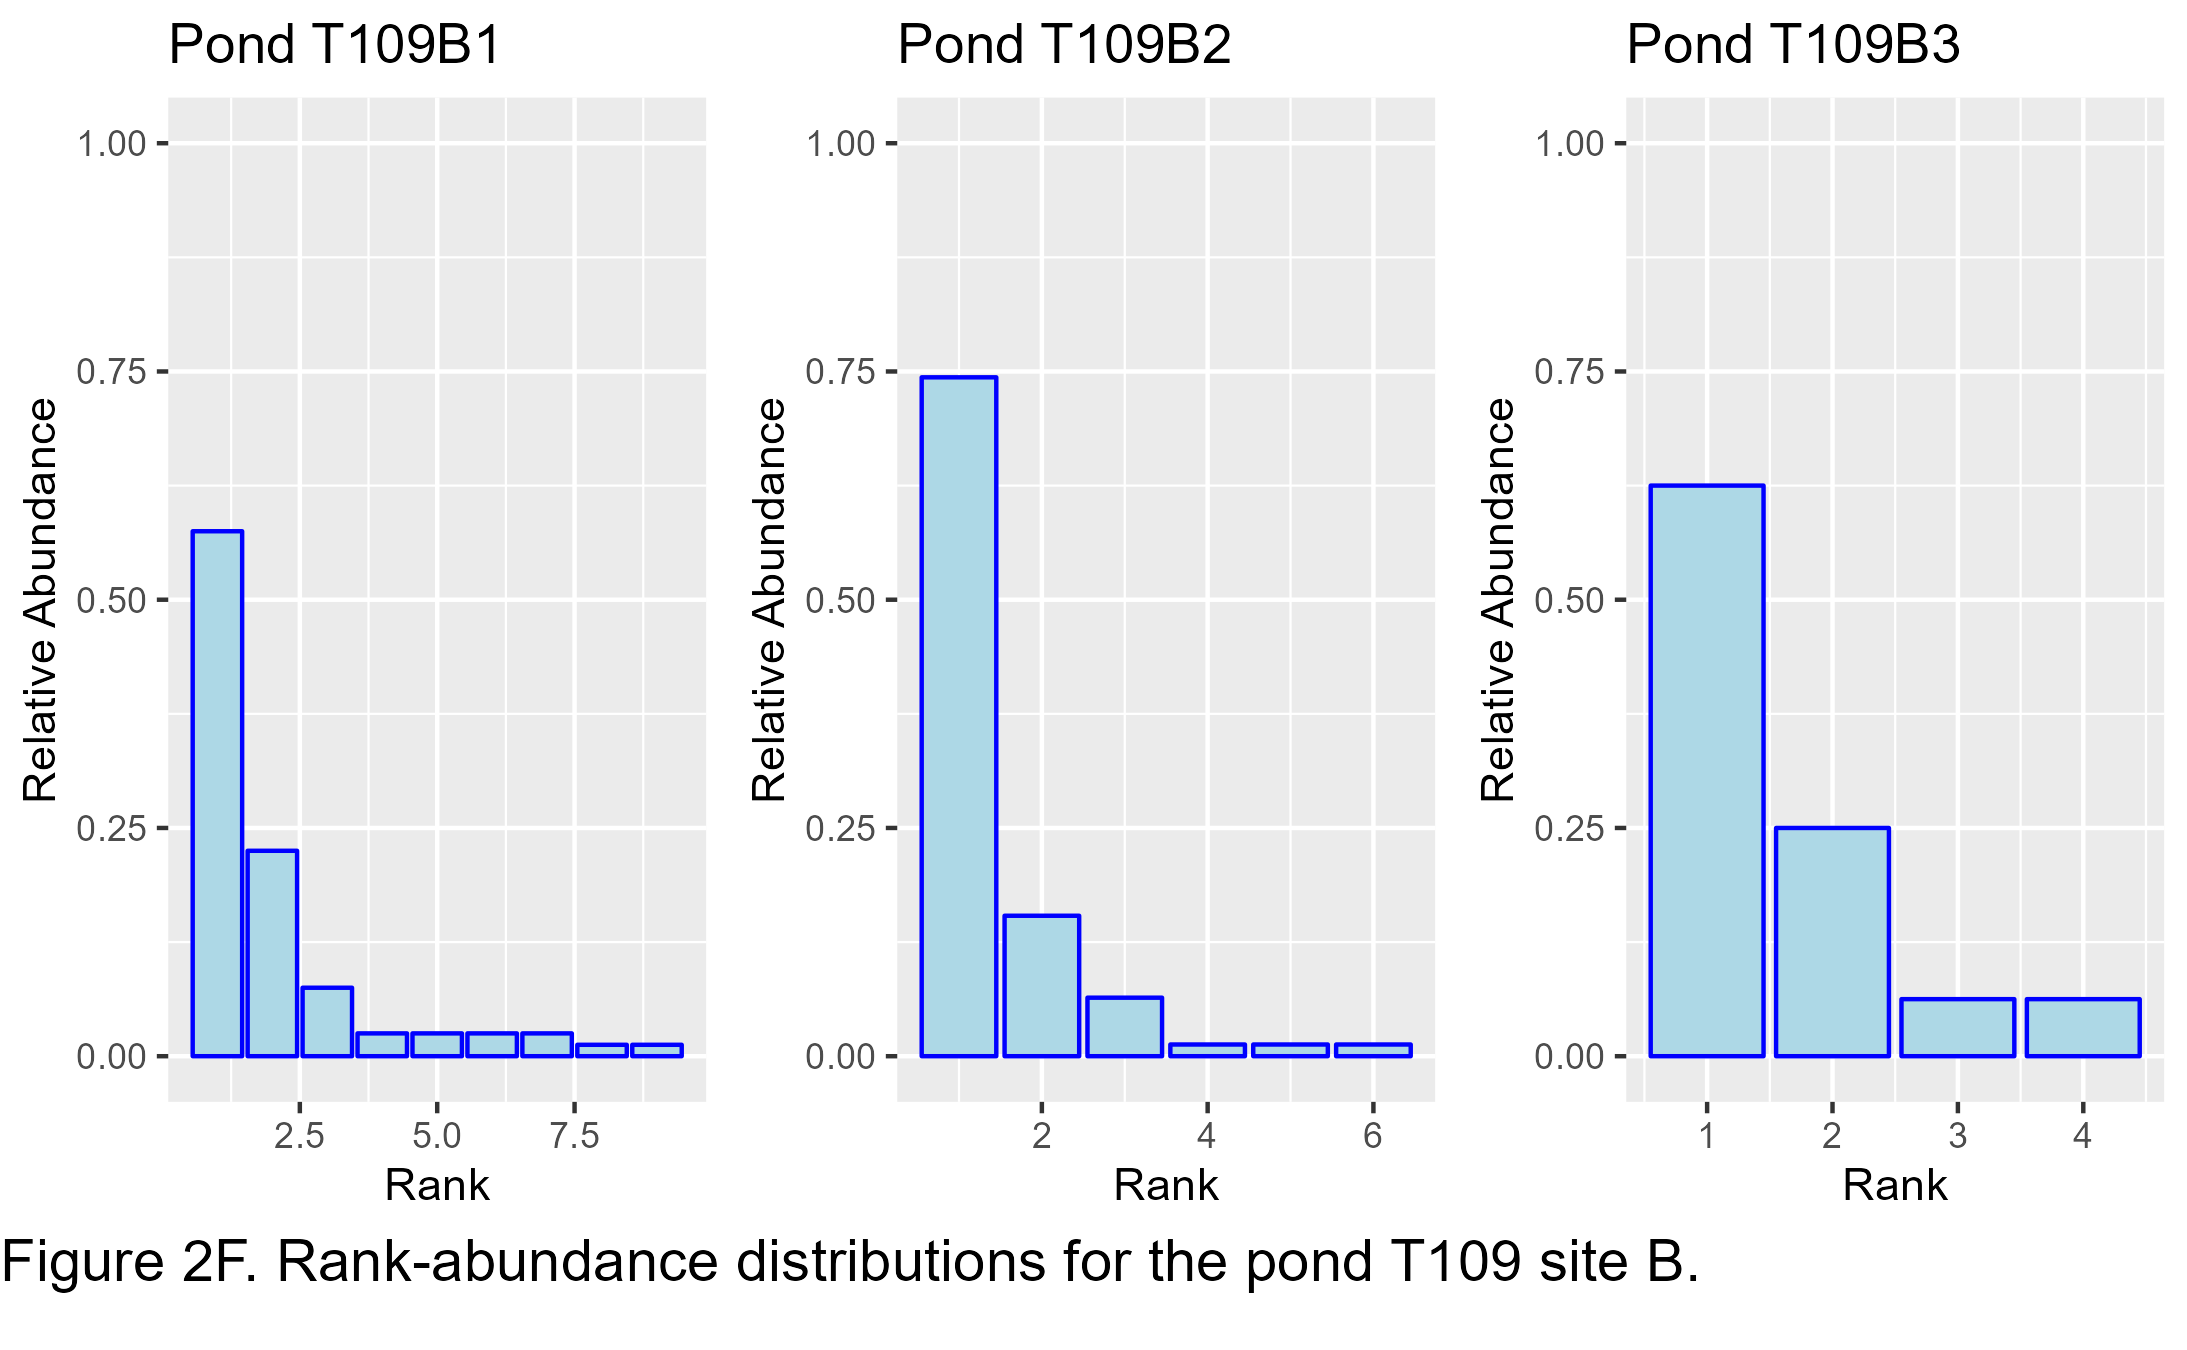 Pond T109B1
Pond T109B2
Pond T109B3
Relative Abundance
1.00
0.75
0.50
0.25
0.00
2.5 5.0 7.5
Rank
Relative Abundance
1.00
0.75
0.50
0.25
0.00
2 4 6
Rank
Relative Abundance
1.00
0.75
0.50
0.25
0.00
1 2 3 4
Rank
Figure 2F. Rank-abundance distributions for the pond T109 site B.